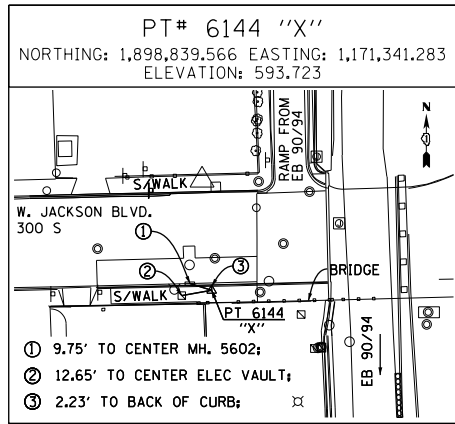 PT# 6144 "X"
NORTHING: 1,898,839.566 EASTING: 1,171,341.283
ELEVATION: 593.723
RAMP FROM
EB 90/94
N
S/WALK
W. JACKSON BLVD.
300 S
1
3
2
BRIDGE
S/WALK
PT 6144
"X"
EB 90/94
1 9.75' TO CENTER MH. 5602;
2 12.65' TO CENTER ELEC VAULT;
3 2.23' TO BACK OF CURB;